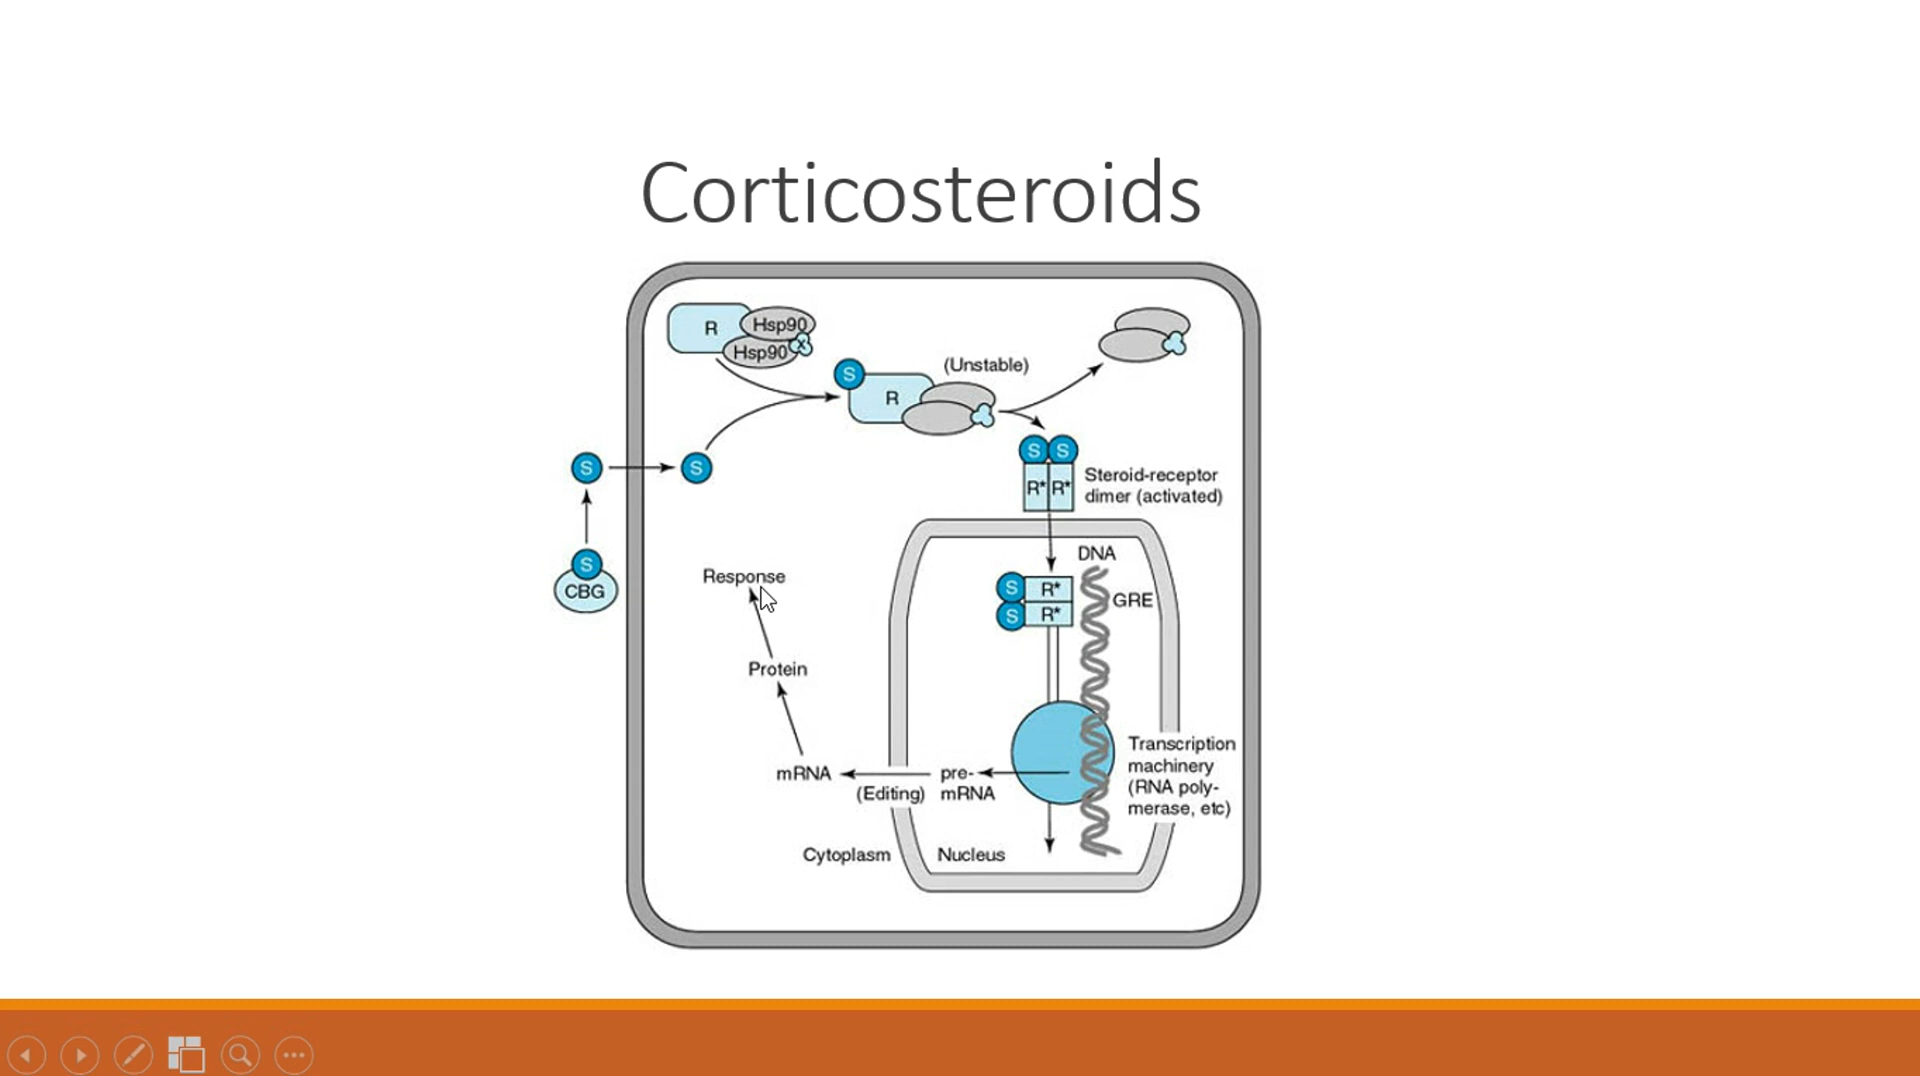 Corticosteroids
R
Hsp90
Hsp90
X
S
R
(Unstable)
S
S
S S
R* R*
Steroid-receptor
dimer (activated)
S
CBG
Response
DNA
S R*
S R*
GRE
Protein
mRNA
(Editing)
pre-
mRNA
Transcription
machinery
(RNA poly-
merase, etc)
Cytoplasm
Nucleus